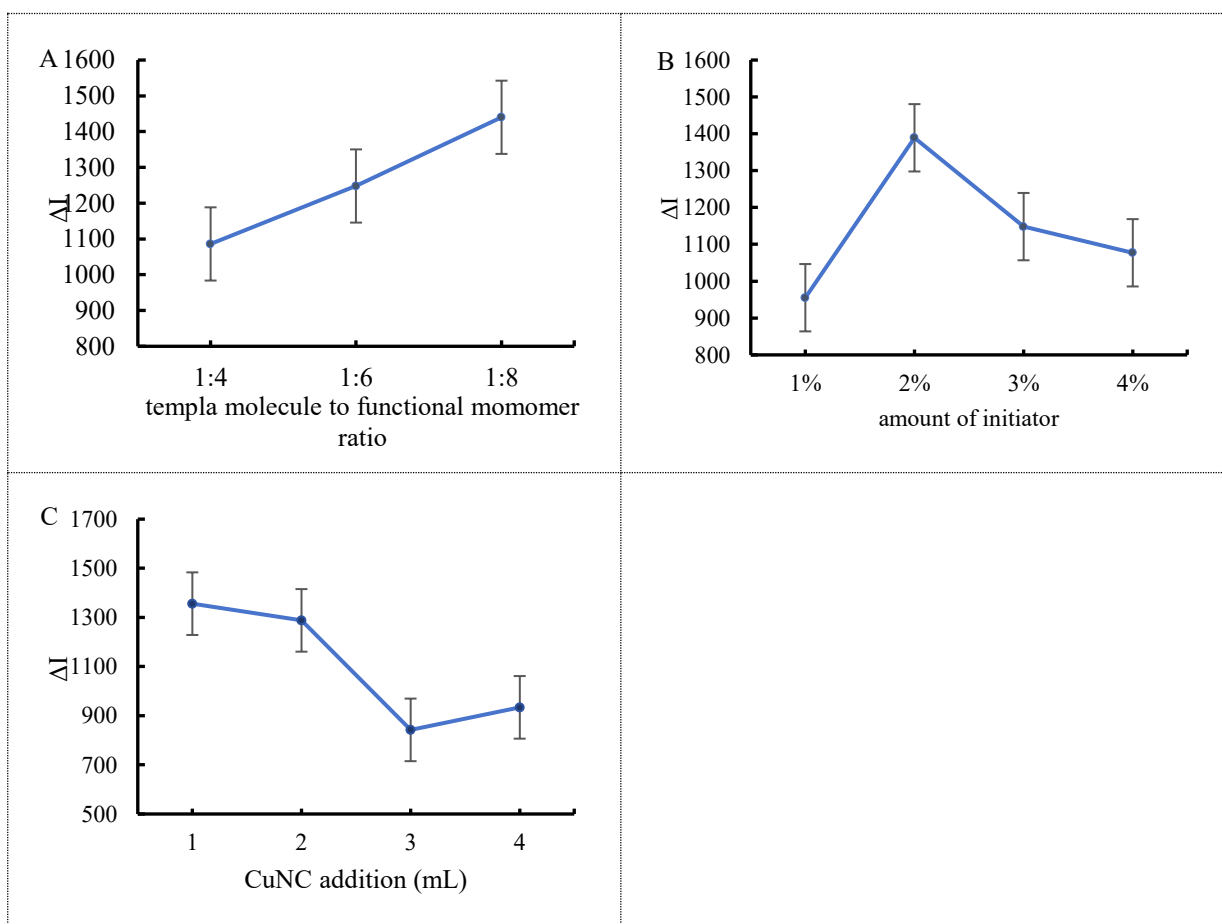 A
1600
1500
1400
1300
1200
1100
1000
900
800
ΔI
1:4 1:6 1:8
templa molecule to functional momomer
ratio
B
1600
1500
1400
1300
1200
1100
1000
900
800
ΔI
1% 2% 3% 4%
amount of initiator
C
1700
1500
1300
1100
900
700
500
ΔI
1 2 3 4
CuNC addition (mL)